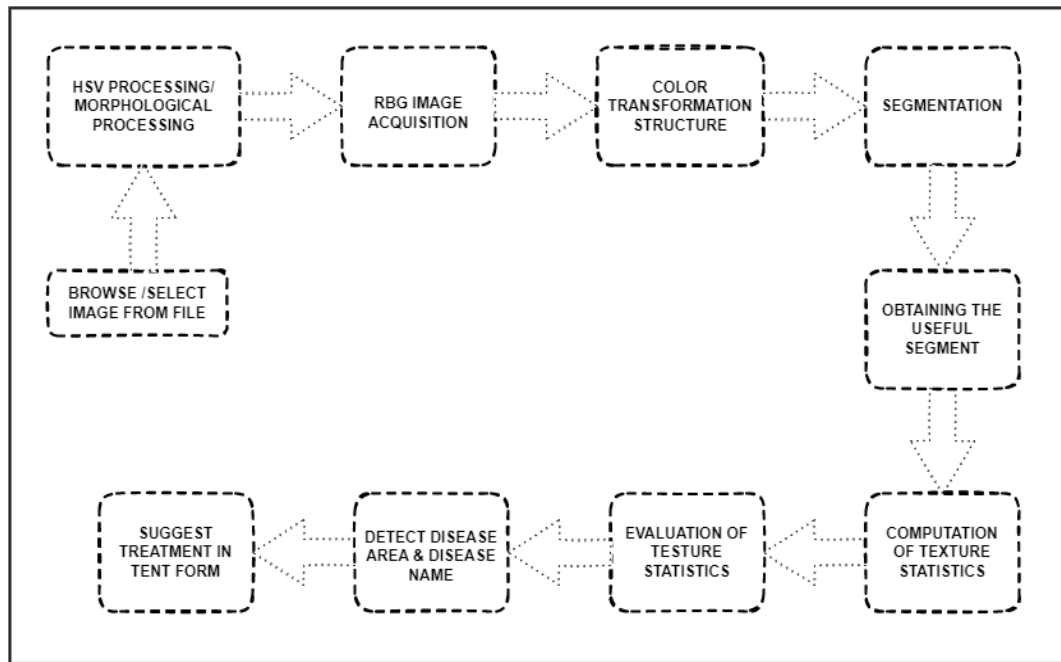 HSV PROCESSING/
MORPHOLOGICAL
PROCESSING
RBG IMAGE
ACQUISITION
COLOR
TRANSFORMATION
STRUCTURE
SEGMENTATION
BROWSE /SELECT
IMAGE FROM FILE
OBTAINING THE
USEFUL
SEGMENT
SUGGEST
TREATMENT IN
TENT FORM
DETECT DISEASE
AREA & DISEASE
NAME
EVALUATION OF
TESTURE
STATISTICS
COMPUTATION
OF TEXTURE
STATISTICS